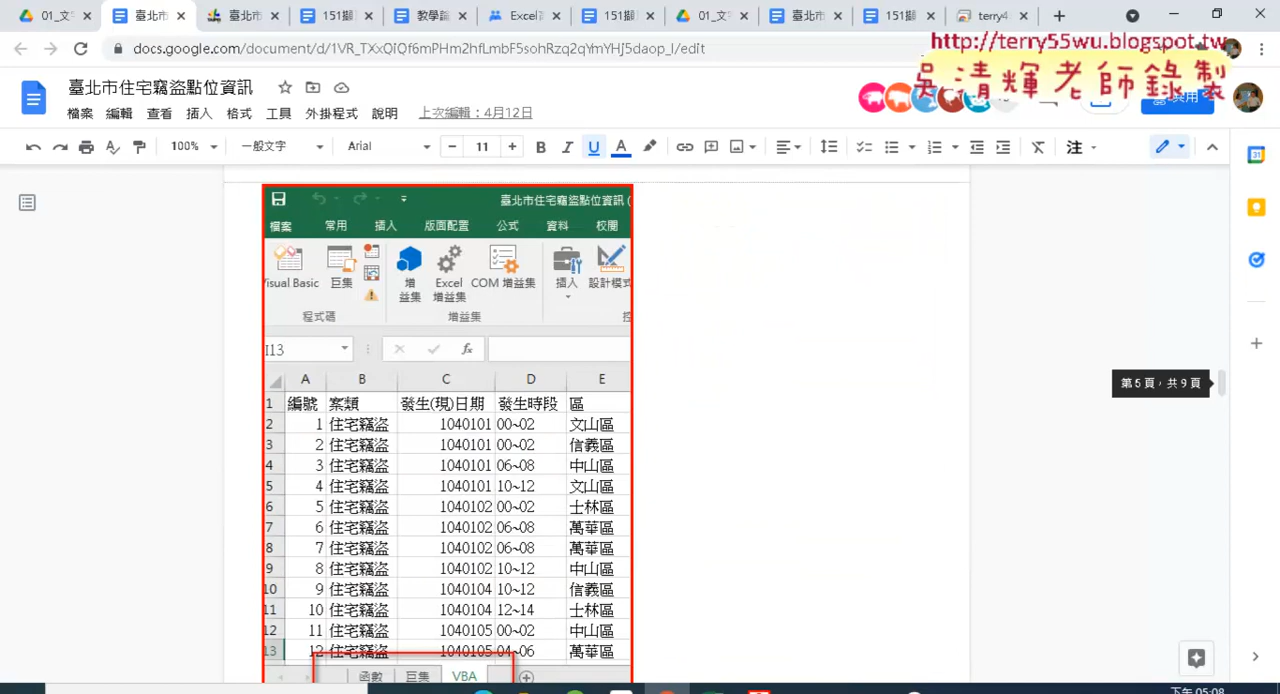 01_文字
臺北市
臺北市
151擷
教學論
Excel
151擷
01_文
臺北市
151擷
terry4
docs.google.com/document/d/1VR_TXxQiQf6mPHm2hfLmbF5sohRzq2qYmYHJ5daop_I/edit
http://terry55wu.blogspot.tw
吳清輝老師錄製
臺北市住宅竊盜點位資訊
檔案 編輯 查看 插入 格式 工具 外掛程式 說明 上次編輯：4月12日
100% 一般文字 Arial − 11 + B I U A 注
臺北市住宅竊盜點位資訊 (
檔案 常用 插入 版面配置 公式 資料 校閱
isual Basic 巨集 增益集 Excel 增益集 COM 增益集 插入 設計模式
程式碼 增益集
I13 fx
A B C D E
1 編號 案類 發生(現)日期 發生時段 區
2 1 住宅竊盜 1040101 00~02 文山區
3 2 住宅竊盜 1040101 00~02 信義區
4 3 住宅竊盜 1040101 06~08 中山區
5 4 住宅竊盜 1040101 10~12 文山區
6 5 住宅竊盜 1040102 00~02 士林區
7 6 住宅竊盜 1040102 06~08 萬華區
8 7 住宅竊盜 1040102 06~08 萬華區
9 8 住宅竊盜 1040102 10~12 中山區
10 9 住宅竊盜 1040104 10~12 信義區
11 10 住宅竊盜 1040104 12~14 士林區
12 11 住宅竊盜 1040105 00~02 中山區
13 12 住宅竊盜 1040105 04~06 萬華區
函數 巨集 VBA
第 5 頁，共 9 頁
下午 05:08